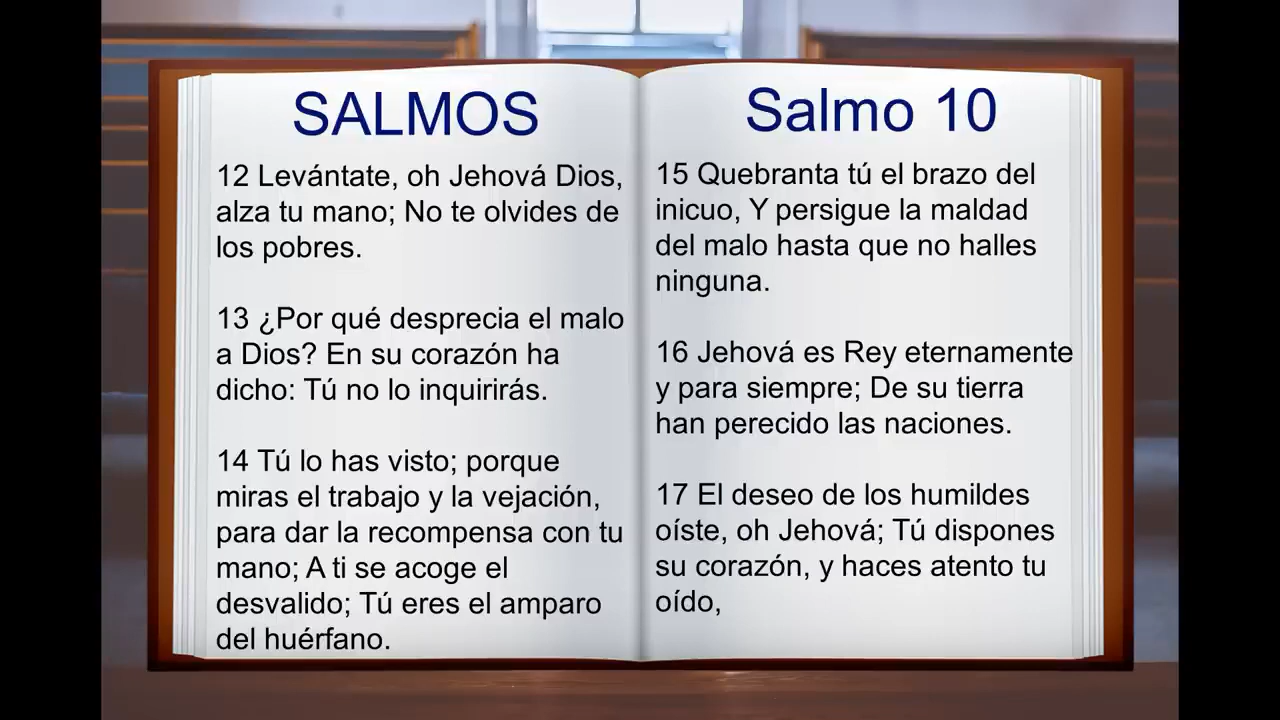 SALMOS
12 Levántate, oh Jehová Dios,
alza tu mano; No te olvides de
los pobres.
13 ¿Por qué desprecia el malo
a Dios? En su corazón ha
dicho: Tú no lo inquirirás.
14 Tú lo has visto; porque
miras el trabajo y la vejación,
para dar la recompensa con tu
mano; A ti se acoge el
desvalido; Tú eres el amparo
del huérfano.
Salmo 10
15 Quebranta tú el brazo del
inicuo, Y persigue la maldad
del malo hasta que no halles
ninguna.
16 Jehová es Rey eternamente
y para siempre; De su tierra
han perecido las naciones.
17 El deseo de los humildes
oíste, oh Jehová; Tú dispones
su corazón, y haces atento tu
oído,